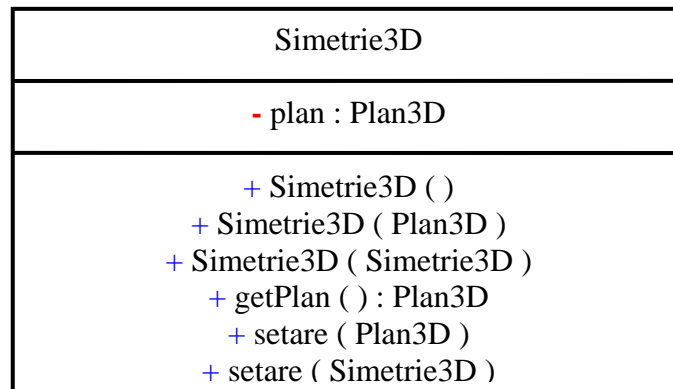 Simetrie3D
- plan : Plan3D
+ Simetrie3D ( )
+ Simetrie3D ( Plan3D )
+ Simetrie3D ( Simetrie3D )
+ getPlan ( ) : Plan3D
+ setare ( Plan3D )
+ setare ( Simetrie3D )